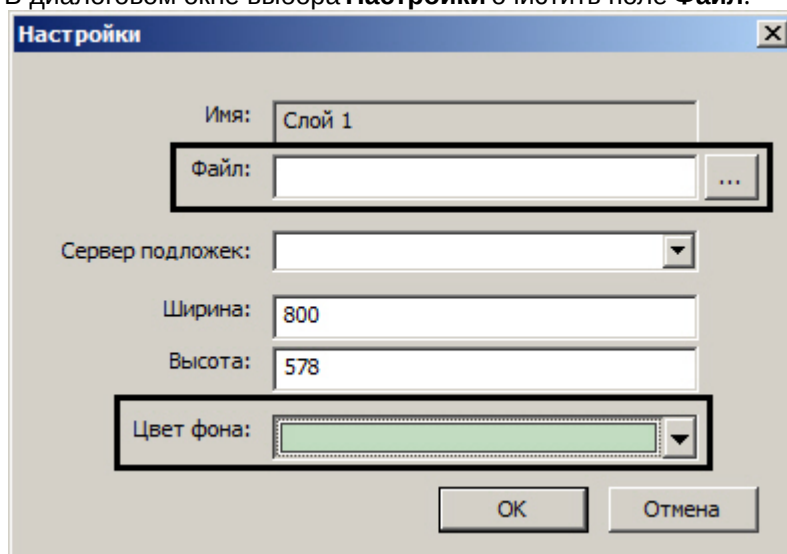 В диалоговом окне выбора Настройки очистить поле Файл.
Настройки
Имя: Слой 1
Файл: ...
Сервер подложек:
Ширина: 800
Высота: 578
Цвет фона:
OK Отмена